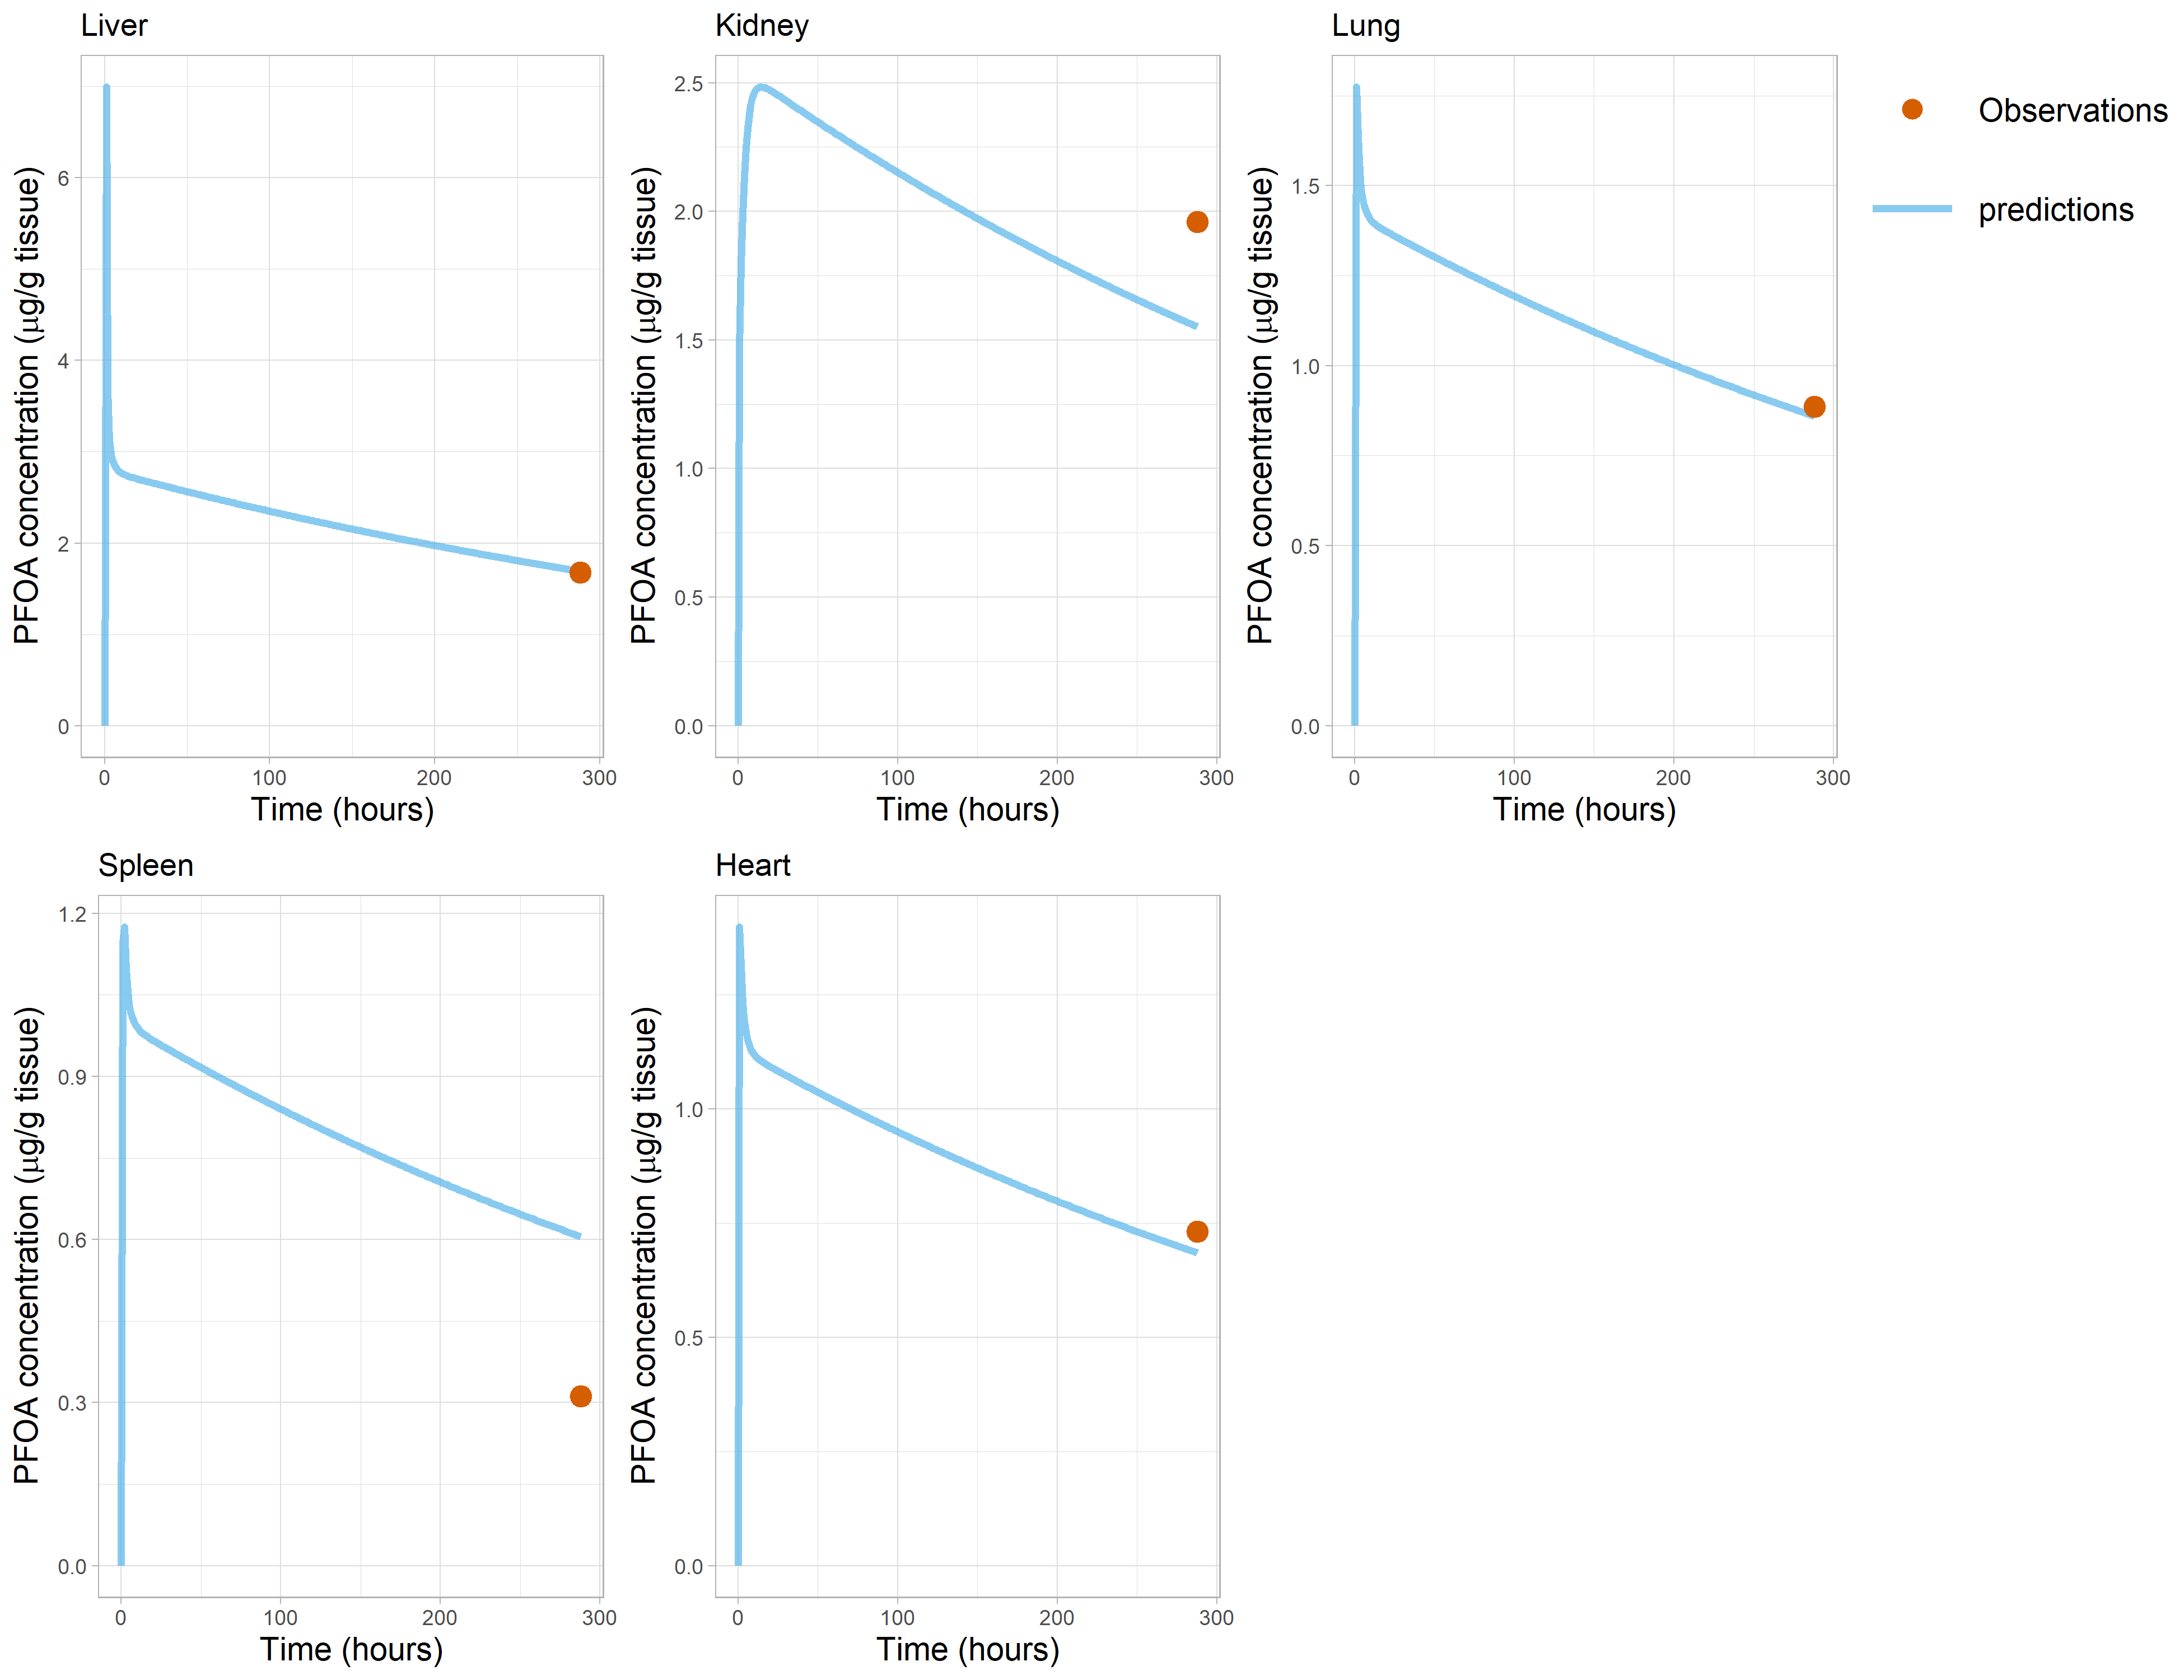 Liver
PFOA concentration (μg/g tissue)
6
4
2
0
0 100 200 300
Time (hours)
Kidney
PFOA concentration (μg/g tissue)
2.5
2.0
1.5
1.0
0.5
0.0
0 100 200 300
Time (hours)
Lung
PFOA concentration (μg/g tissue)
1.5
1.0
0.5
0.0
0 100 200 300
Time (hours)
Observations
predictions
Spleen
PFOA concentration (μg/g tissue)
1.2
0.9
0.6
0.3
0.0
0 100 200 300
Time (hours)
Heart
PFOA concentration (μg/g tissue)
1.0
0.5
0.0
0 100 200 300
Time (hours)